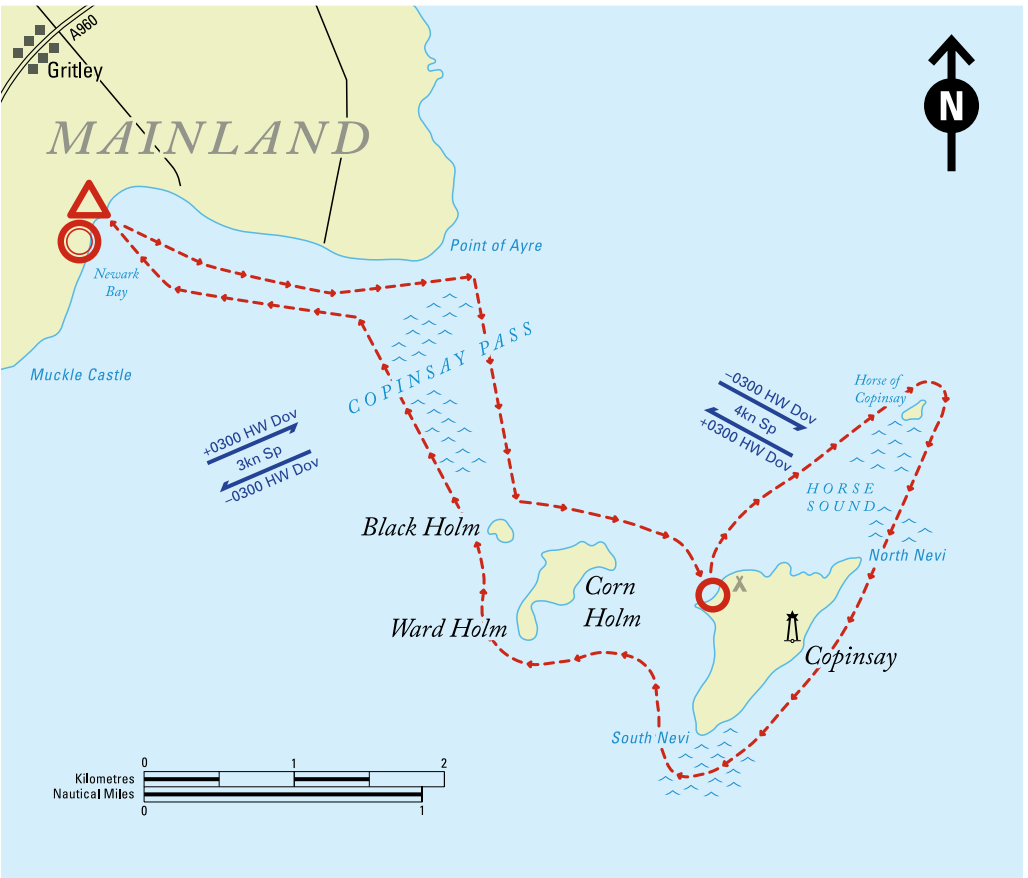 A960
Gritley
MAINLAND
N
Point of Ayre
Newark
Bay
Muckle Castle
COPINSAY PASS
+0300 HW Dov
3kn Sp
–0300 HW Dov
–0300 HW Dov
4kn Sp
+0300 HW Dov
Horse of
Copinsay
HORSE
SOUND
North Nevi
Black Holm
Corn
Holm
Ward Holm
Copinsay
South Nevi
0 1 2
Kilometres
Nautical Miles
0 1